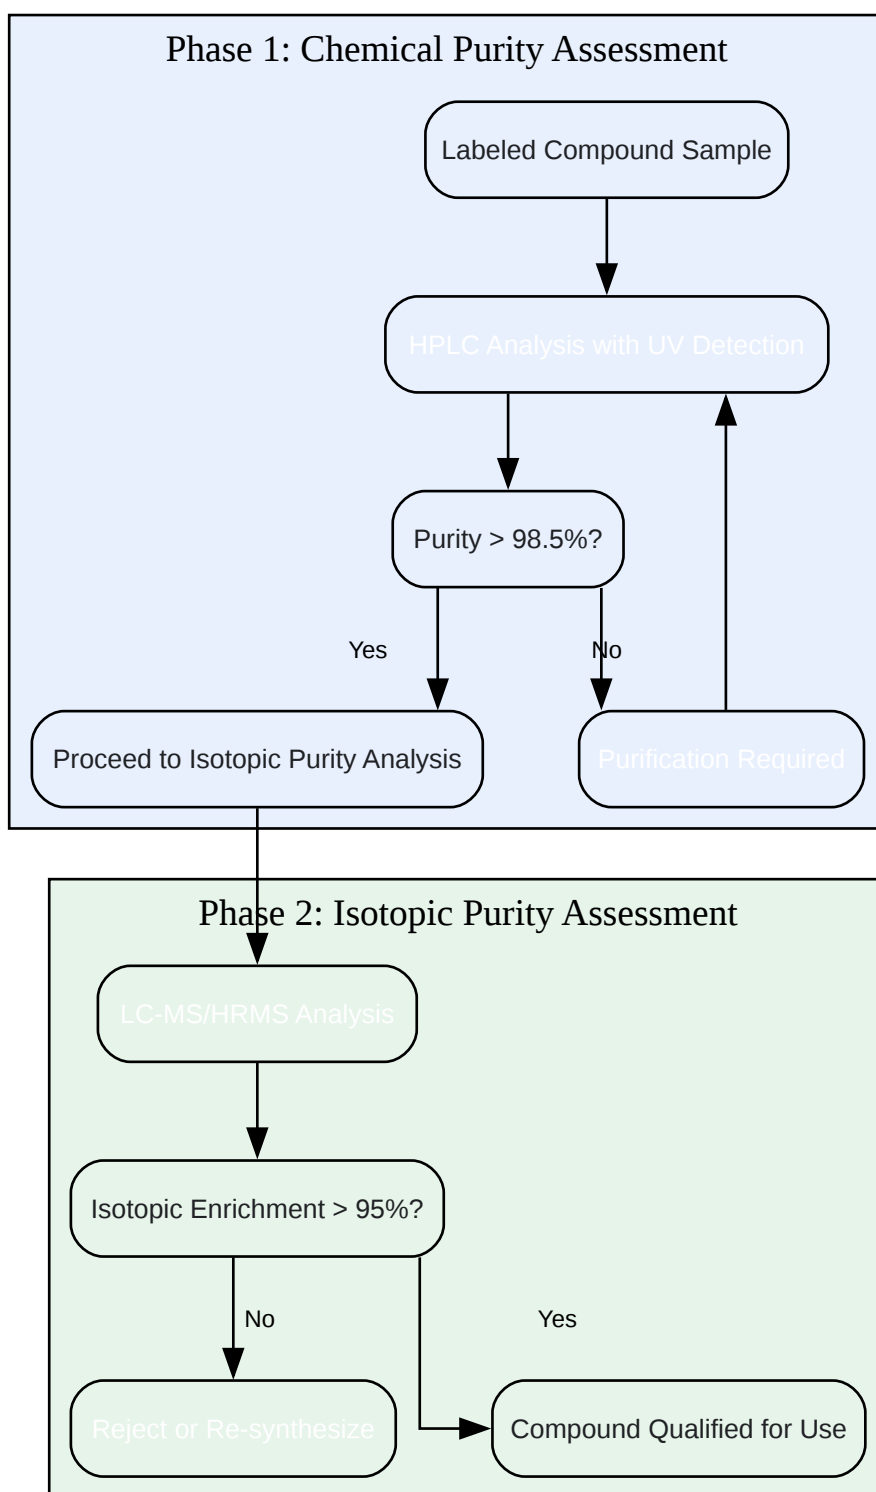 Phase 1: Chemical Purity Assessment
Labeled Compound Sample
HPLC Analysis with UV Detection
Purity > 98.5%?
Yes
No
Proceed to Isotopic Purity Analysis
Purification Required
Phase 2: Isotopic Purity Assessment
LC-MS/HRMS Analysis
Isotopic Enrichment > 95%?
No
Yes
Reject or Re-synthesize
Compound Qualified for Use